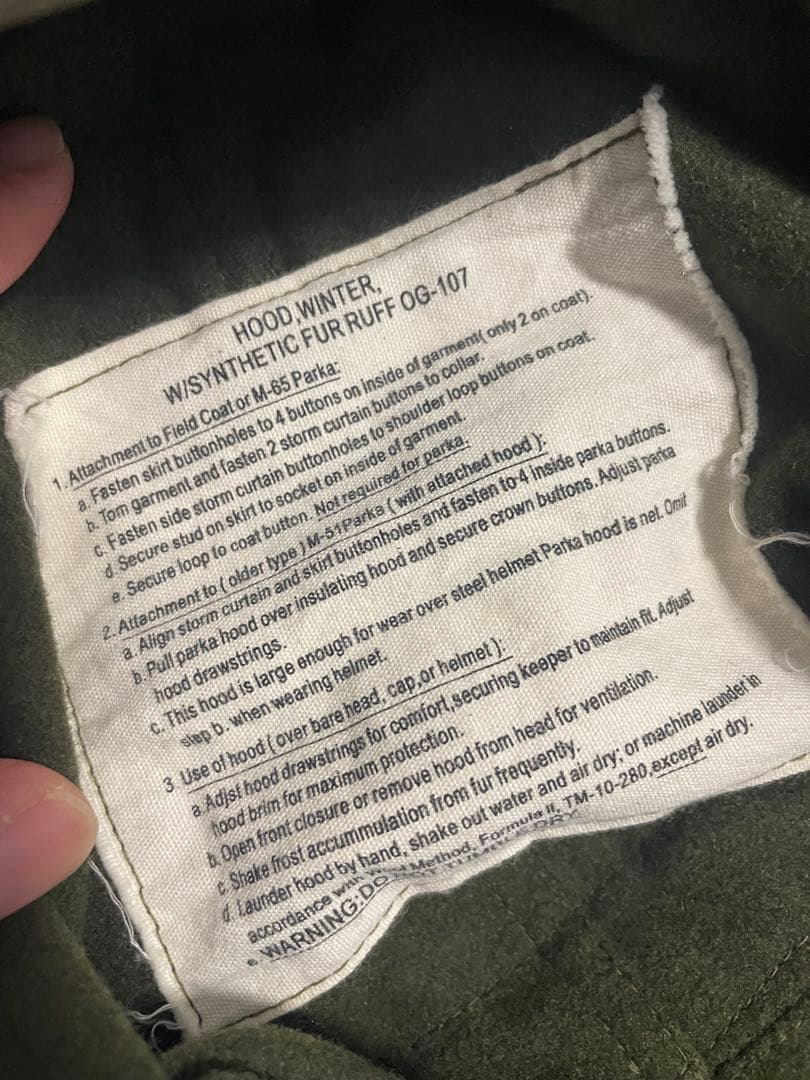 HOOD,WINTER,
W/SYNTHETIC FUR RUFF OG-107
1. Attachment to Field Coat or M-65 Parka:
a. Fasten skirt buttonholes to 4 buttons on inside of garment( only 2 on coat).
b. Torn garment and fasten 2 storm curtain buttons to collar.
c. Fasten side storm curtain buttonholes to shoulder loop buttons on coat.
d. Secure stud on skirt to socket on inside of garment.
e. Secure loop to coat button. Not required for parka.
2. Attachment to ( older type ) M-51Parka ( with attached hood ):
a. Align storm curtain and skirt buttonholes and fasten to 4 inside parka buttons.
b. Pull parka hood over insulating hood and secure crown buttons. Adjust parka
hood drawstrings.
c. This hood is large enough for wear over steel helmet Parka hood is net. Omit
step b. when wearing helmet.
3. Use of hood ( over bare head, cap,or helmet ):
a. Adjst hood drawstrings for comfort,securing keeper to maintain fit. Adjust
hood brim for maximum protection.
b. Open front closure or remove hood from head for ventilation.
c. Shake frost accummulation from fur frequently.
d. Launder hood by hand, shake out water and air dry; or machine launder in
accordance with Wool Method, Formula II, TM-10-280,except air dry.
e. WARNING:DO NOT TUMBLE DRY